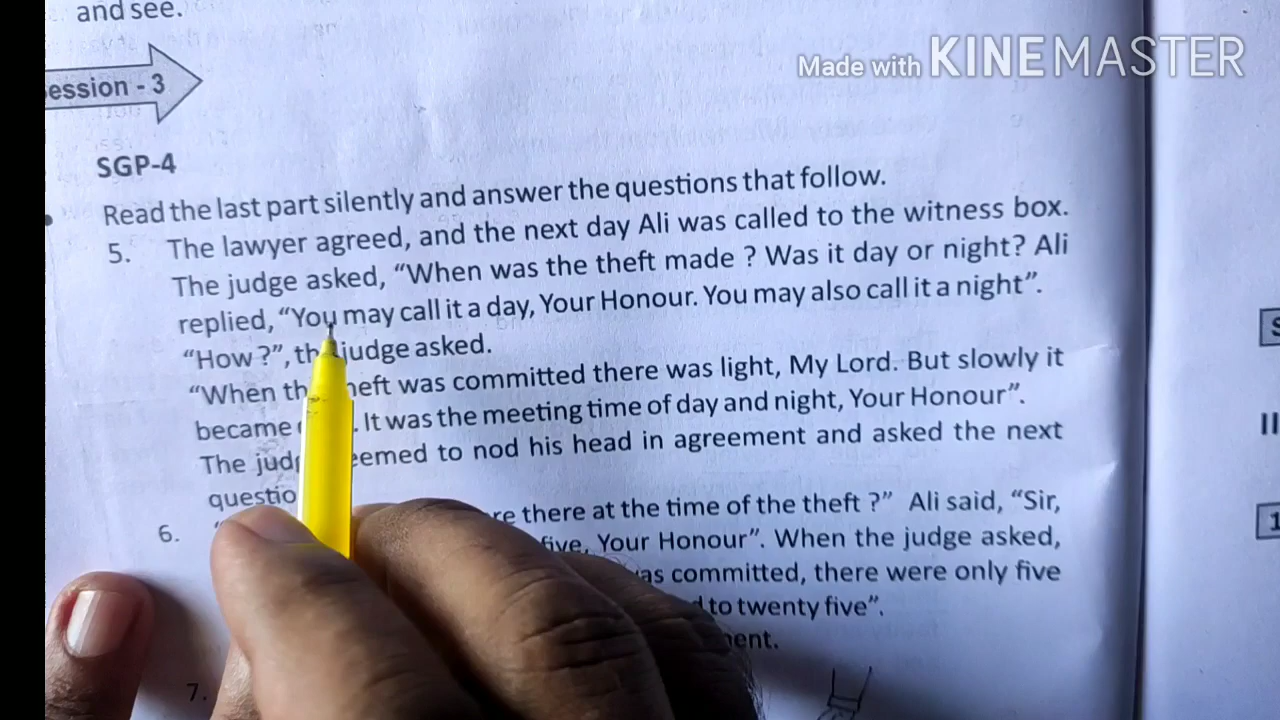 and see.
Made with KINEMASTER
ession - 3
SGP-4
Read the last part silently and answer the questions that follow.
5. The lawyer agreed, and the next day Ali was called to the witness box.
The judge asked, “When was the theft made ? Was it day or night? Ali
replied, “You may call it a day, Your Honour. You may also call it a night”.
“How ?”, judge asked.
“When theft was committed there was light, My Lord. But slowly it
became . It was the meeting time of day and night, Your Honour”.
The seemed to nod his head in agreement and asked the next
6. there at the time of the theft ?” Ali said, “Sir,
five, Your Honour”. When the judge asked,
was committed, there were only five
to twenty five”.
7.